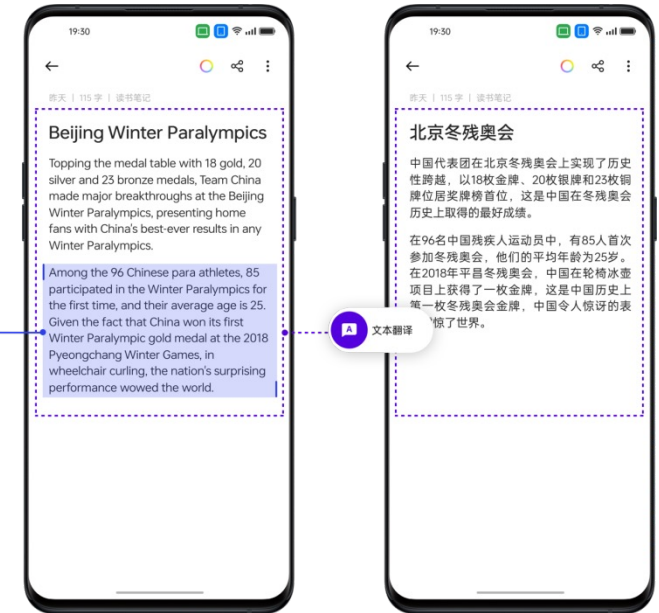 19:30
昨天 | 115 字 | 读书笔记
Beijing Winter Paralympics
Topping the medal table with 18 gold, 20
silver and 23 bronze medals, Team China
made major breakthroughs at the Beijing
Winter Paralympics, presenting home
fans with China's best-ever results in any
Winter Paralympics.
Among the 96 Chinese para athletes, 85
participated in the Winter Paralympics for
the first time, and their average age is 25.
Given the fact that China won its first
Winter Paralympic gold medal at the 2018
Pyeongchang Winter Games, in
wheelchair curling, the nation's surprising
performance wowed the world.
A 文本翻译
19:30
昨天 | 115 字 | 读书笔记
北京冬残奥会
中国代表团在北京冬残奥会上实现了历史
性跨越，以18枚金牌、20枚银牌和23枚铜
牌位居奖牌榜首位，这是中国在冬残奥会
历史上取得的最好成绩。
在96名中国残疾人运动员中，有85人首次
参加冬残奥会，他们的平均年龄为25岁。
在2018年平昌冬残奥会，中国在轮椅冰壶
项目上获得了一枚金牌，这是中国历史上
第一枚冬残奥会金牌，中国令人惊讶的表
惊了世界。